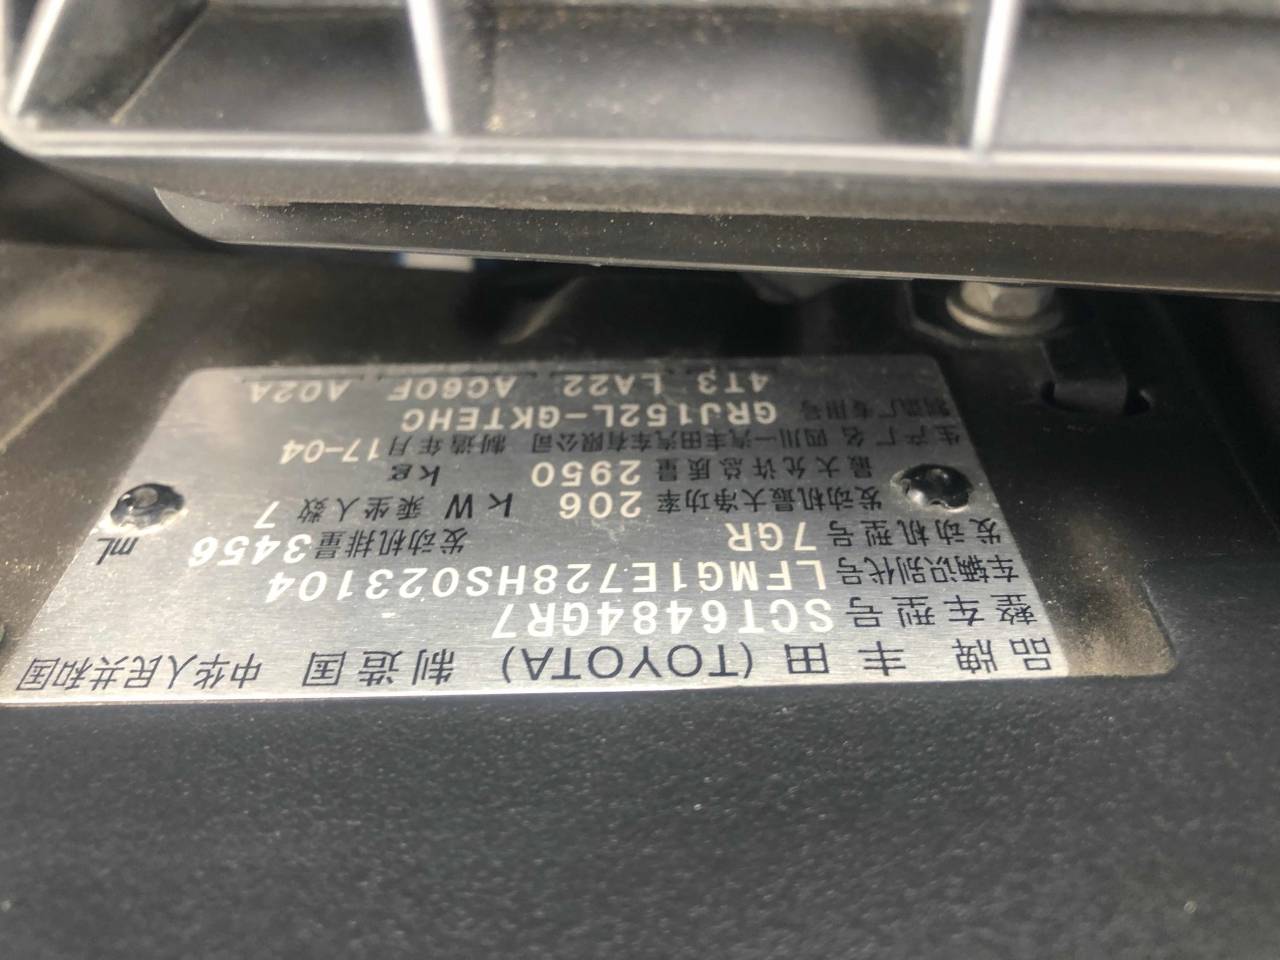 品牌 丰田(TOYOTA) 制造国 中华人民共和国
整车型号 SCT6484GR7
车辆识别代号 LFMG1E728HS023104
发动机型号 7GR 发动机排量 3456 mL
发动机最大净功率 206 KW 乘坐人数 7
最大允许总质量 2950 Kg
生产厂名 四川一汽丰田汽车有限公司 制造年月 17-04
制造厂专用号 GRJ152L-GKTEHC
4T3 LA22 AC60F A02A